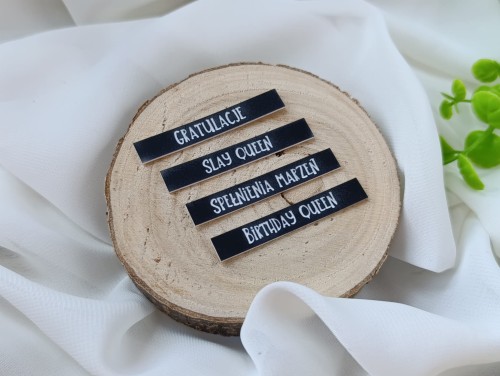 GRATULACJE
SLAY QUEEN
SPEŁNIENIA MARZEŃ
BIRTHDAY QUEEN